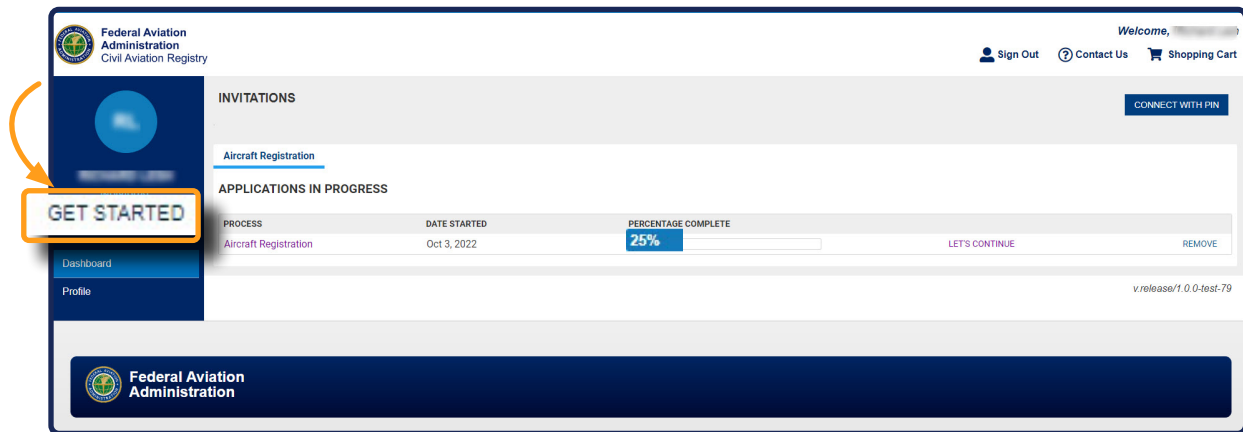 Federal Aviation
Administration
Civil Aviation Registry
Welcome,
Sign Out
Contact Us
Shopping Cart
INVITATIONS
CONNECT WITH PIN
Aircraft Registration
APPLICATIONS IN PROGRESS
GET STARTED
PROCESS DATE STARTED PERCENTAGE COMPLETE
Aircraft Registration Oct 3, 2022 25% LET'S CONTINUE REMOVE
Dashboard
Profile
v.release/1.0.0-test-79
Federal Aviation
Administration